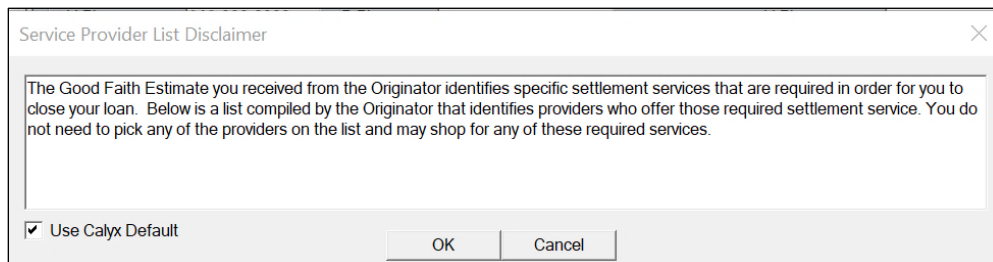 Service Provider List Disclaimer
The Good Faith Estimate you received from the Originator identifies specific settlement services that are required in order for you to
close your loan.  Below is a list compiled by the Originator that identifies providers who offer those required settlement service. You do
not need to pick any of the providers on the list and may shop for any of these required services.
Use Calyx Default
OK Cancel